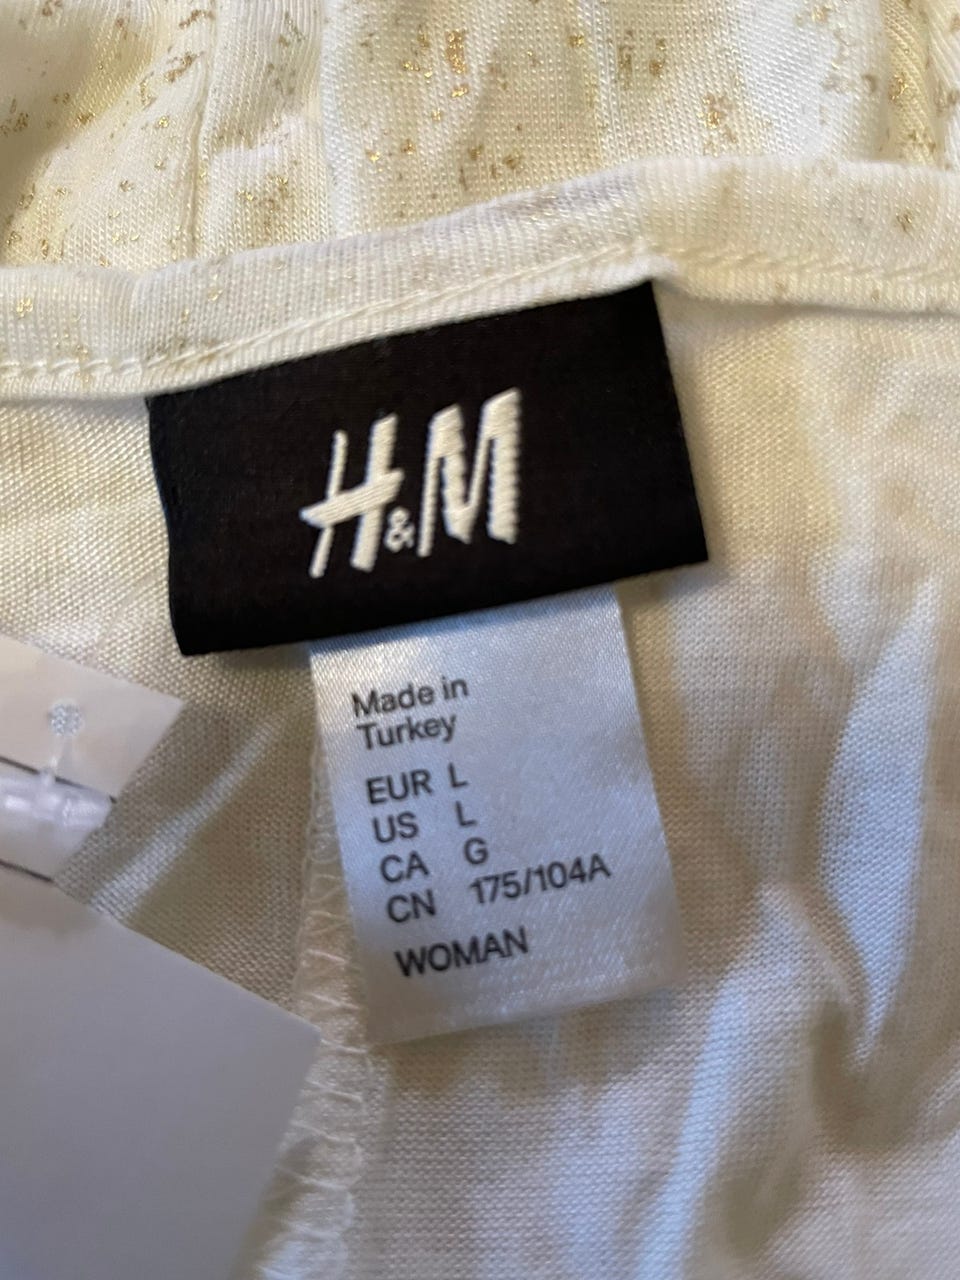 H&M
Made in
Turkey
EUR L
US L
CA G
CN 175/104A
WOMAN